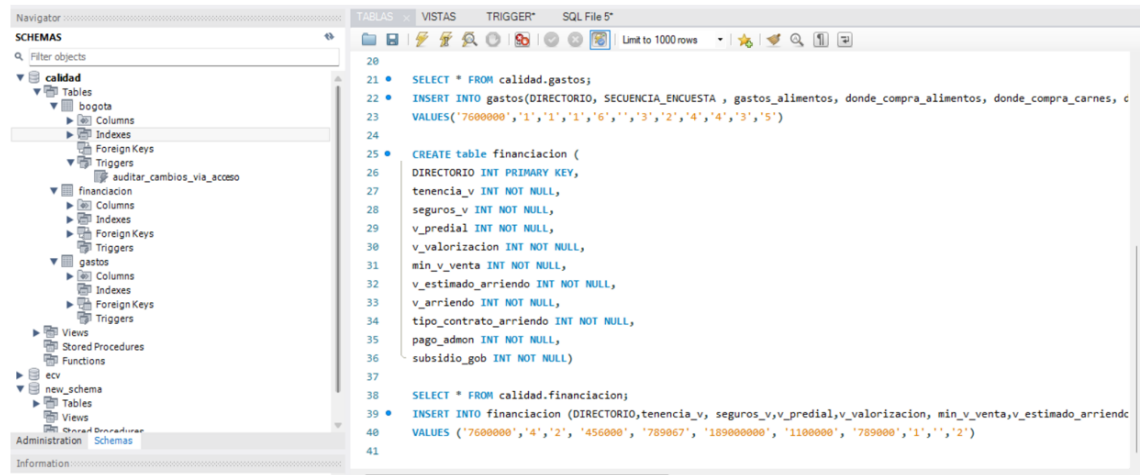 Navigator
SCHEMAS
Filter objects
calidad
Tables
bogota
Columns
Indexes
Foreign Keys
Triggers
auditar_cambios_via_acceso
financiacion
Columns
Indexes
Foreign Keys
Triggers
gastos
Columns
Indexes
Foreign Keys
Triggers
Views
Stored Procedures
Functions
ecv
new_schema
Tables
Views
Stored Procedures
Administration Schemas
Information
TABLAS VISTAS TRIGGER* SQL File 5*
Limit to 1000 rows
20
21 SELECT * FROM calidad.gastos;
22 INSERT INTO gastos(DIRECTORIO, SECUENCIA_ENCUESTA , gastos_alimentos, donde_compra_alimentos, donde_compra_carnes, d
23 VALUES('7600000','1','1','1','6','','3','2','4','4','3','5')
24
25 CREATE table financiacion (
26 DIRECTORIO INT PRIMARY KEY,
27 tenencia_v INT NOT NULL,
28 seguros_v INT NOT NULL,
29 v_predial INT NOT NULL,
30 v_valorizacion INT NOT NULL,
31 min_v_venta INT NOT NULL,
32 v_estimado_arriendo INT NOT NULL,
33 v_arriendo INT NOT NULL,
34 tipo_contrato_arriendo INT NOT NULL,
35 pago_admon INT NOT NULL,
36 subsidio_gob INT NOT NULL)
37
38 SELECT * FROM calidad.financiacion;
39 INSERT INTO financiacion (DIRECTORIO,tenencia_v, seguros_v,v_predial,v_valorizacion, min_v_venta,v_estimado_arriendo
40 VALUES ('7600000','4','2', '456000', '789067', '189000000', '1100000', '789000','1','','2')
41